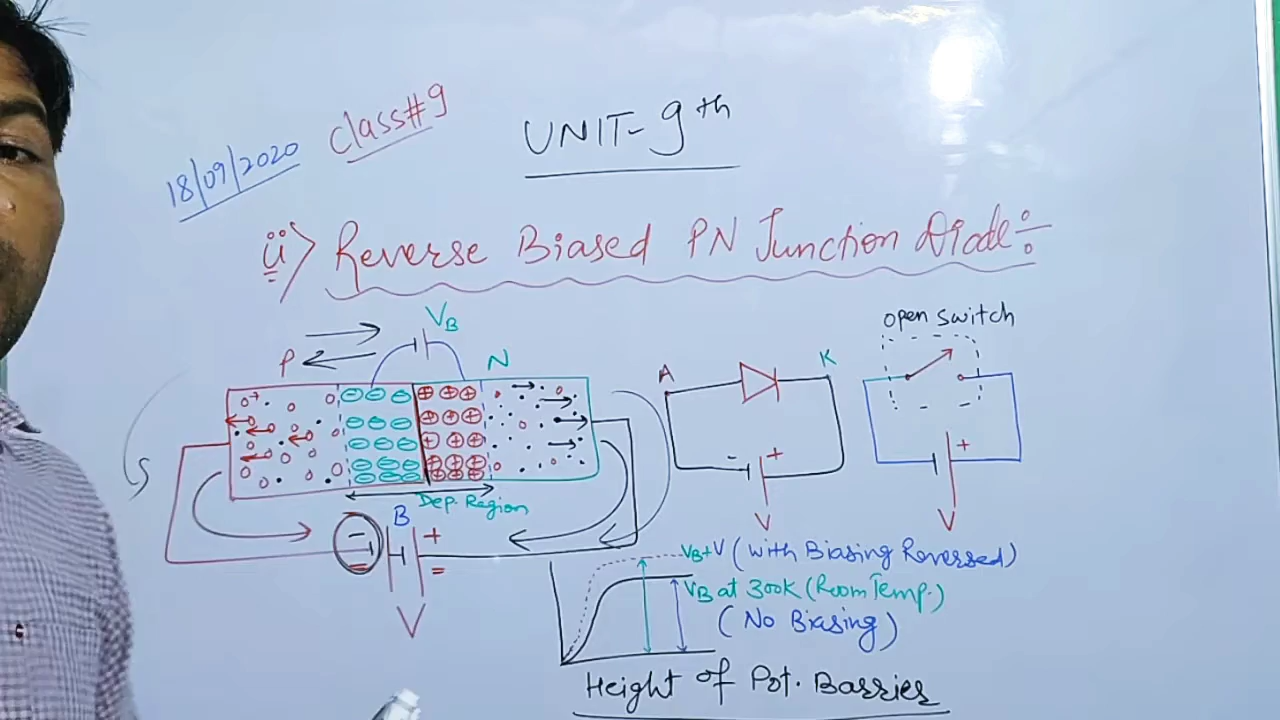 18/09/2020
Class#9
UNIT-9th
ii> Reverse Biased PN Junction Diode÷
VB
P
N
Dep. Region
B
- +
=
V
A
K
- +
V
open switch
+
V
VB+V (with Biasing Reversed)
VB at 300K (Room Temp.)
(No Biasing)
Height of Pot. Barrier